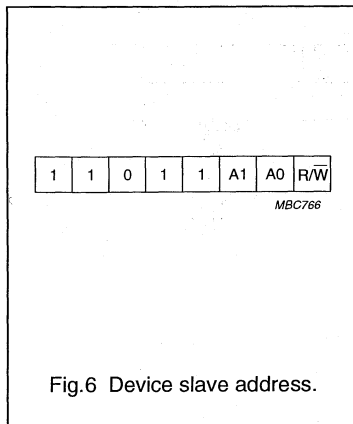 1 1 0 1 1 A1 A0 R/W̅
MBC766
Fig.6 Device slave address.